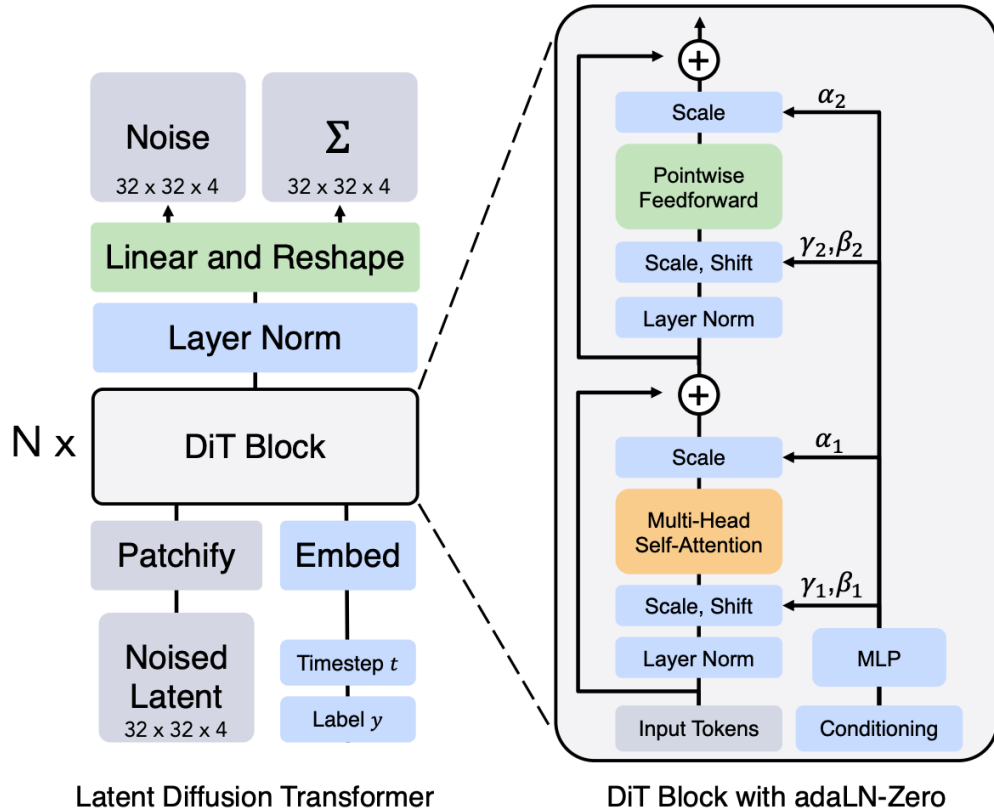 Noise
32 x 32 x 4
Σ
32 x 32 x 4
Linear and Reshape
Layer Norm
N x
DiT Block
Patchify
Embed
Noised
Latent
32 x 32 x 4
Timestep t
Label y
Latent Diffusion Transformer
+
Scale
α₂
Pointwise
Feedforward
Scale, Shift
γ₂,β₂
Layer Norm
+
Scale
α₁
Multi-Head
Self-Attention
Scale, Shift
γ₁,β₁
Layer Norm
MLP
Input Tokens
Conditioning
DiT Block with adaLN-Zero